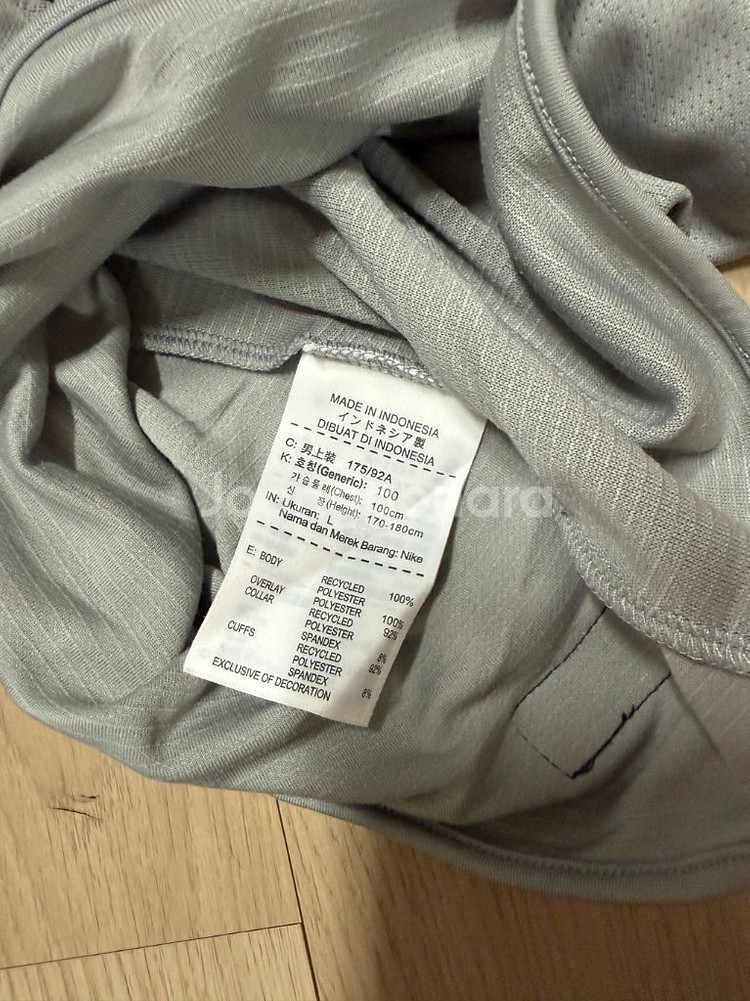 MADE IN INDONESIA
インドネシア製
DIBUAT DI INDONESIA
C: 男上装 175/92A
K: 호칭(Generic): 100
가슴둘레(Chest): 100cm
신 장(Height): 170-180cm
IN: Ukuran: L
Nama dan Merek Barang: Nike
E: BODY RECYCLED
POLYESTER 100%
OVERLAY POLYESTER 100%
COLLAR RECYCLED
POLYESTER 92%
SPANDEX 8%
CUFFS RECYCLED
POLYESTER 92%
SPANDEX 8%
EXCLUSIVE OF DECORATION